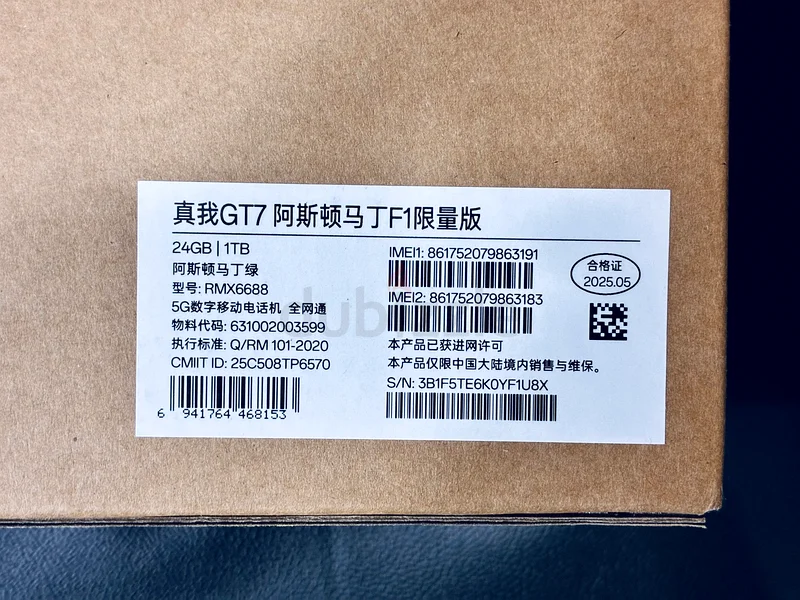 真我GT7 阿斯顿马丁F1限量版
24GB | 1TB
阿斯顿马丁绿
型号: RMX6688
5G数字移动电话机 全网通
物料代码: 631002003599
执行标准: Q/RM 101-2020
CMIIT ID: 25C508TP6570
6 941764 468153
IMEI1: 861752079863191
IMEI2: 861752079863183
本产品已获进网许可
本产品仅限中国大陆境内销售与维保。
S/N: 3B1F5TE6K0YF1U8X
合格证
2025.05